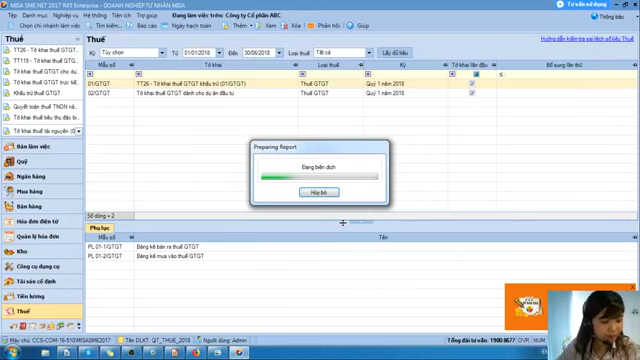 MISA SME.NET 2017 R45 Enterprise - DOANH NGHIỆP TƯ NHÂN MISA
Tư vấn sử dụng
Tệp Danh mục Nghiệp vụ Hệ thống
Đang làm việc trên: Công ty Cổ phần ABC
Chọn chi nhánh làm việc Tìm kiếm... Báo cáo Thêm Xóa Phản hồi Giúp
Thông báo
Thuế
TT26 - Tờ khai thuế GTGT...
TT119 - Tờ khai thuế GTGT...
Tờ khai thuế GTGT cho dự...
Tờ khai thuế GTGT trực tiế...
Khấu trừ thuế GTGT
Quyết toán thuế TNDN nă...
Tờ khai thuế tiêu thụ đặc bi...
Tờ khai thuế tài nguyên (01...
Bàn làm việc
Quỹ
Ngân hàng
Mua hàng
Bán hàng
Hóa đơn điện tử
Quản lý hóa đơn
Kho
Công cụ dụng cụ
Tài sản cố định
Tiền lương
Thuế
Thuế
Hướng dẫn kiểm tra sai lệch số liệu Thuế
Kỳ Tùy chọn Từ 01/01/2018 Đến 30/06/2018 Loại thuế Tất cả Lấy dữ liệu
Mẫu số Tờ khai Loại thuế Kỳ Tờ khai lần đầu Bổ sung lần thứ
01/GTGT TT26 - Tờ khai thuế GTGT khấu trừ (01/GTGT) Thuế GTGT Quý 1 năm 2018
02/GTGT Tờ khai thuế GTGT dành cho dự án đầu tư Thuế GTGT Quý 1 năm 2018
Preparing Report
Đang biên dịch
Hủy bỏ
Số dòng = 2
Phụ lục
Mẫu số Tên
PL 01-1/GTGT Bảng kê bán ra thuế GTGT
PL 01-2/GTGT Bảng kê mua vào thuế GTGT
Máy chủ: CCS-COM-16-510\MISASME2017 Tên DLKT: QT_THUE_2018 Người dùng: Admin
Tổng đài tư vấn: 1900.8677 OVR NUM